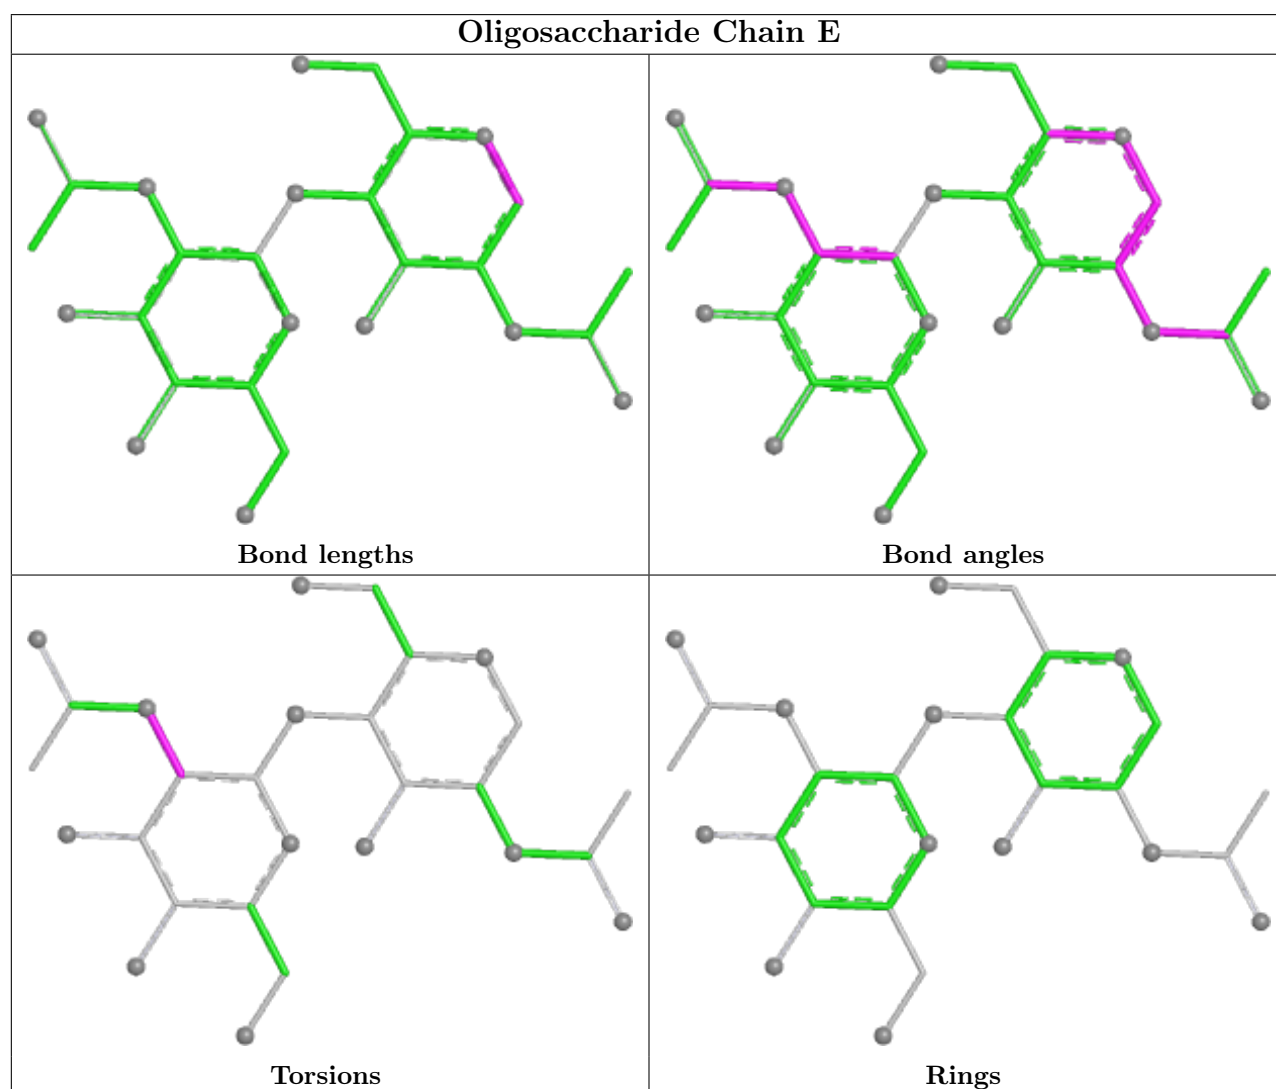 Oligosaccharide Chain E
Bond lengths
Bond angles
Torsions
Rings